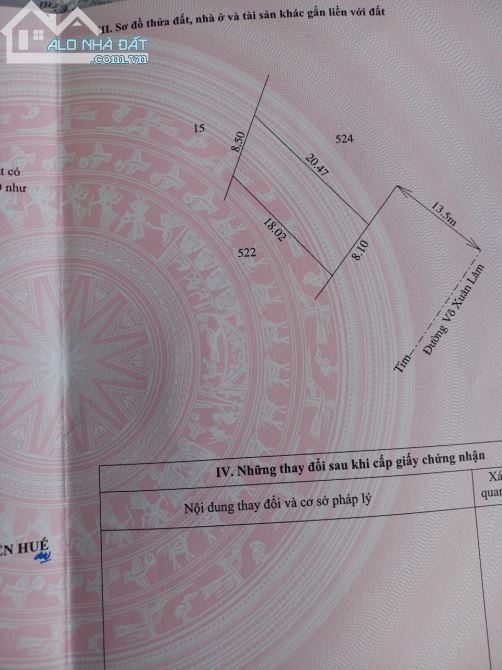 ALO NHÀ ĐẤT
.com.vn
III. Sơ đồ thửa đất, nhà ở và tài sản khác gắn liền với đất
15
524
8.50
20.47
t có
như
18.02
522
8.10
13.5m
Tim
Đường Võ Xuân Lâm
IV. Những thay đổi sau khi cấp giấy chứng nhận
Nội dung thay đổi và cơ sở pháp lý
Xá
quan
ÊN HUẾ